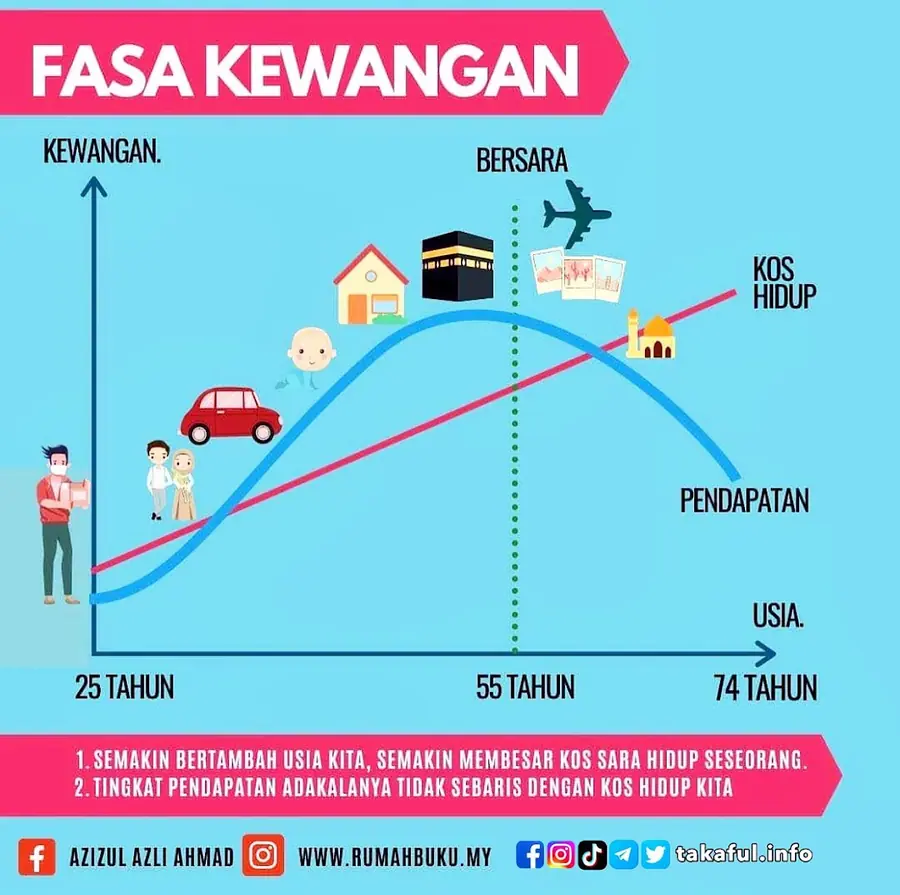 FASA KEWANGAN
KEWANGAN.
BERSARA
KOS
HIDUP
PENDAPATAN
USIA.
25 TAHUN
55 TAHUN
74 TAHUN
1. SEMAKIN BERTAMBAH USIA KITA, SEMAKIN MEMBESAR KOS SARA HIDUP SESEORANG.
2. TINGKAT PENDAPATAN ADAKALANYA TIDAK SEBARIS DENGAN KOS HIDUP KITA
AZIZUL AZLI AHMAD
WWW.RUMAHBUKU.MY
takaful.info